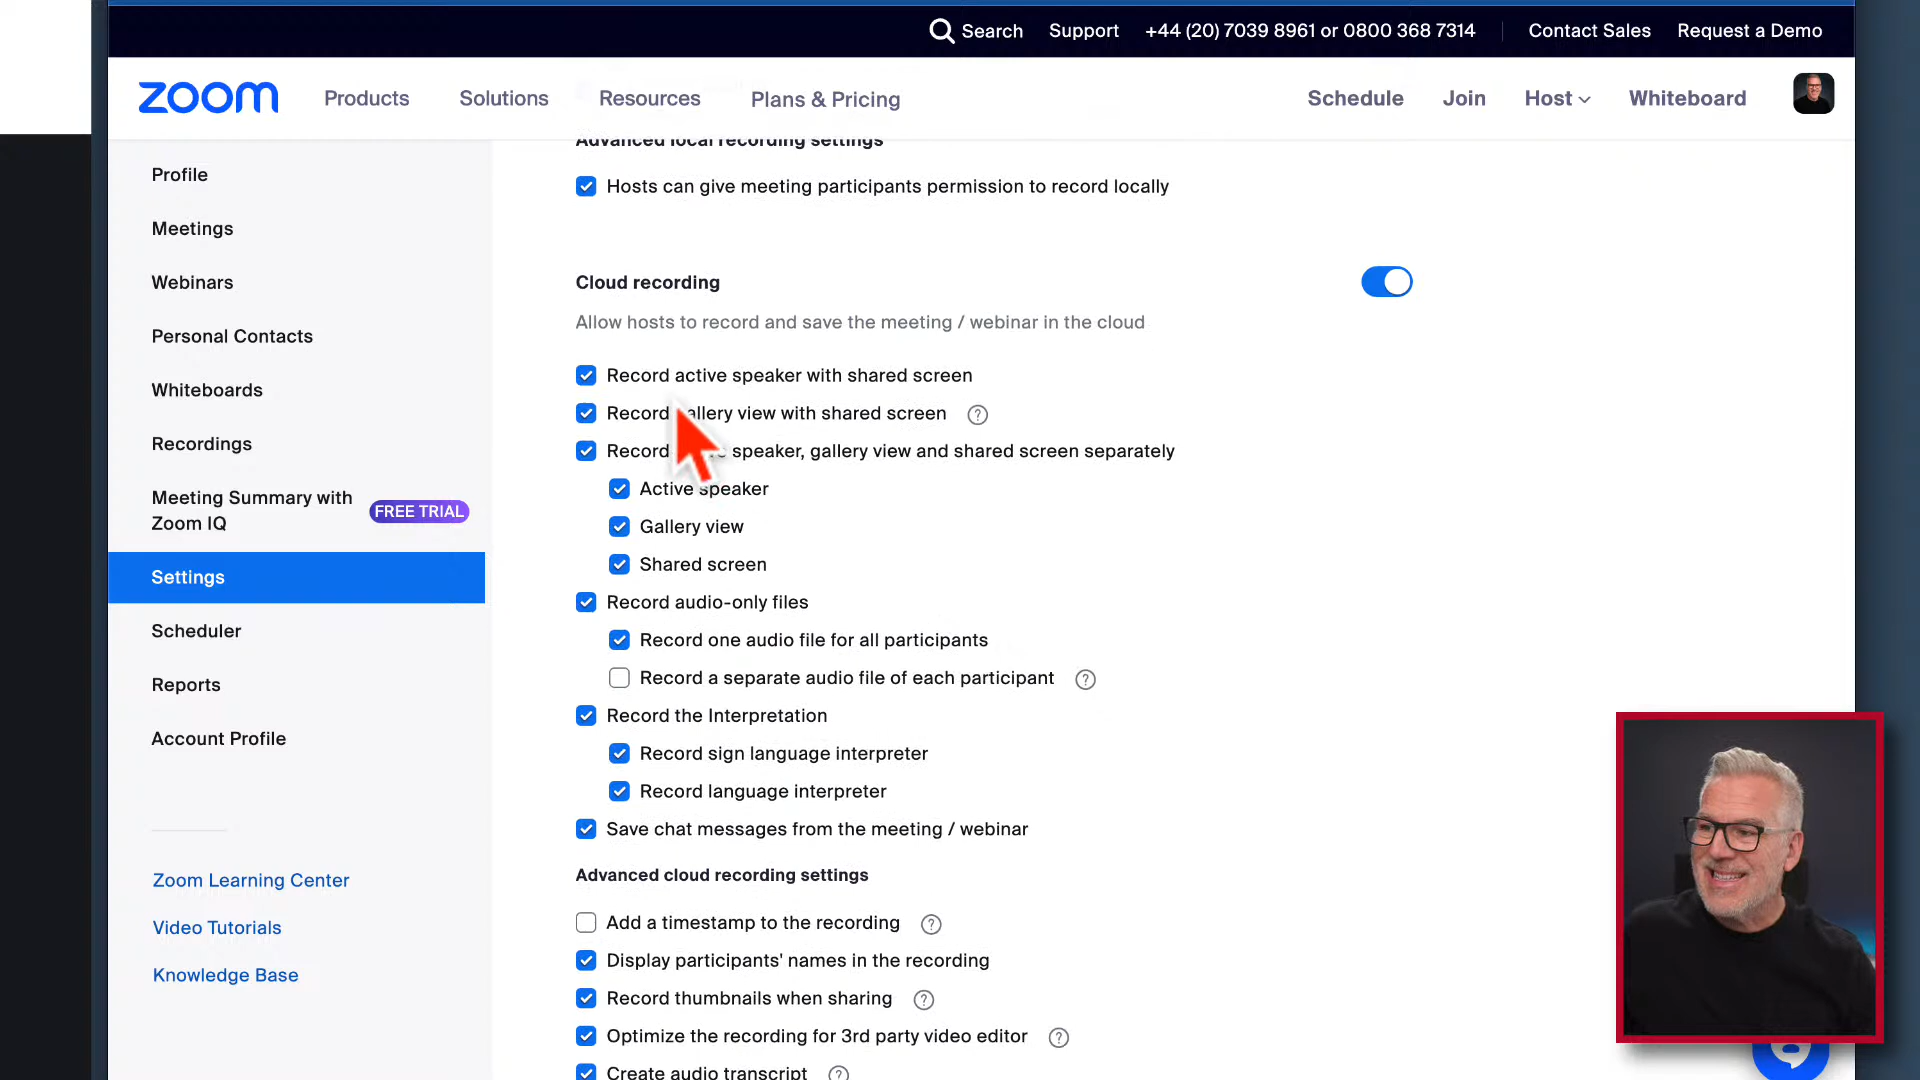 Search Support +44 (20) 7039 8961 or 0800 368 7314 Contact Sales Request a Demo
zoom Products Solutions Resources Plans & Pricing Schedule Join Host Whiteboard
Profile
Meetings
Webinars
Personal Contacts
Whiteboards
Recordings
Meeting Summary with
Zoom IQ
FREE TRIAL
Settings
Scheduler
Reports
Account Profile
Zoom Learning Center
Video Tutorials
Knowledge Base
Advanced local recording settings
Hosts can give meeting participants permission to record locally
Cloud recording
Allow hosts to record and save the meeting / webinar in the cloud
Record active speaker with shared screen
Record gallery view with shared screen ?
Record speaker, gallery view and shared screen separately
Active speaker
Gallery view
Shared screen
Record audio-only files
Record one audio file for all participants
Record a separate audio file of each participant ?
Record the Interpretation
Record sign language interpreter
Record language interpreter
Save chat messages from the meeting / webinar
Advanced cloud recording settings
Add a timestamp to the recording ?
Display participants' names in the recording
Record thumbnails when sharing ?
Optimize the recording for 3rd party video editor ?
Create audio transcript ?